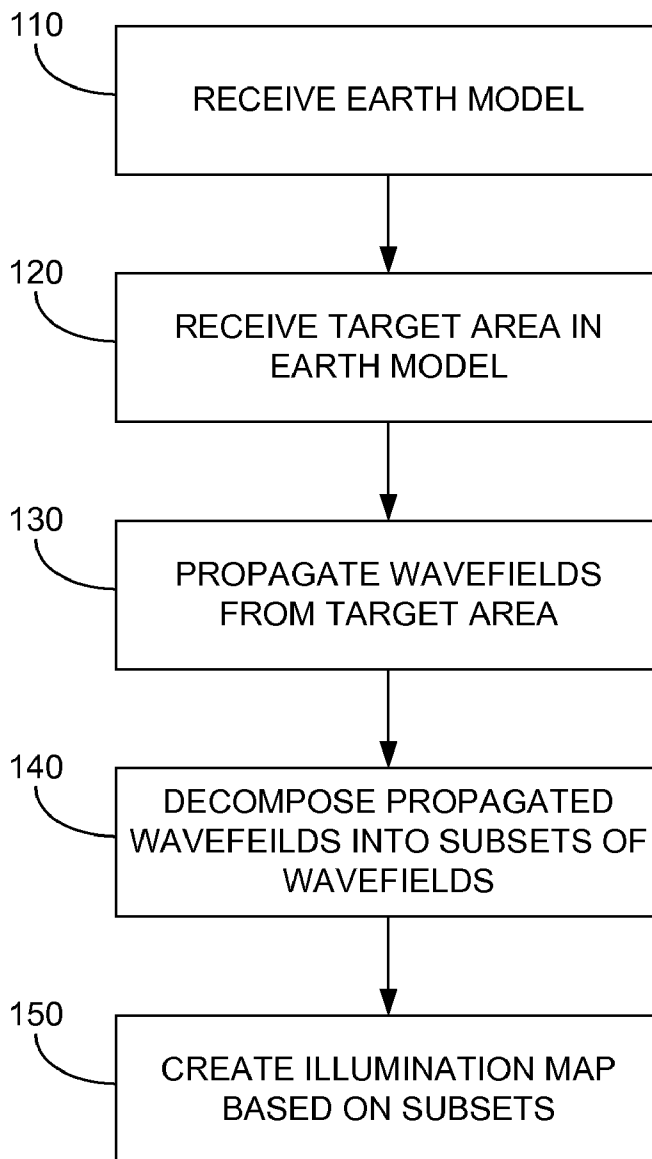 110
RECEIVE EARTH MODEL
120
RECEIVE TARGET AREA IN
EARTH MODEL
130
PROPAGATE WAVEFIELDS
FROM TARGET AREA
140
DECOMPOSE PROPAGATED
WAVEFEILDS INTO SUBSETS OF
WAVEFIELDS
150
CREATE ILLUMINATION MAP
BASED ON SUBSETS